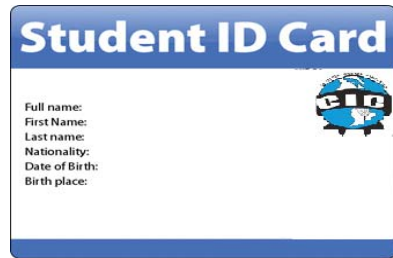 Student ID Card
CIC
Full name:
First Name:
Last name:
Nationality:
Date of Birth:
Birth place: